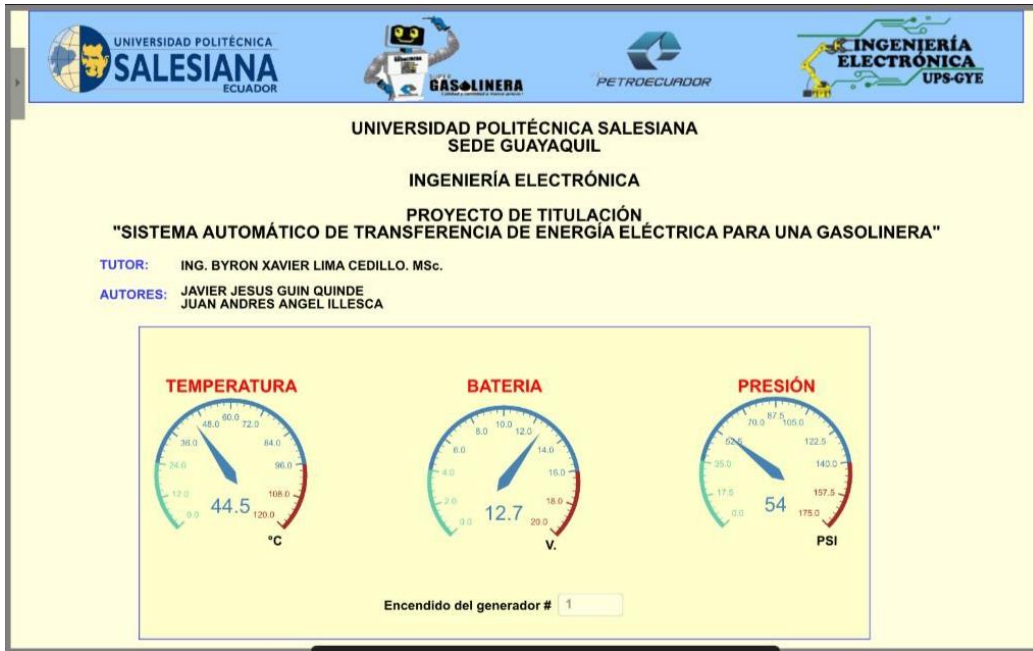 UNIVERSIDAD POLITÉCNICA
SALESIANA
ECUADOR
SUPER
GASOLINERA
PETROECUADOR
INGENIERÍA
ELECTRÓNICA
UPS-GYE
UNIVERSIDAD POLITÉCNICA SALESIANA
SEDE GUAYAQUIL
INGENIERÍA ELECTRÓNICA
PROYECTO DE TITULACIÓN
"SISTEMA AUTOMÁTICO DE TRANSFERENCIA DE ENERGÍA ELÉCTRICA PARA UNA GASOLINERA"
TUTOR: ING. BYRON XAVIER LIMA CEDILLO. MSc.
AUTORES: JAVIER JESUS GUIN QUINDE
JUAN ANDRES ANGEL ILLESCA
TEMPERATURA
0.0 12.0 24.0 36.0 48.0 60.0 72.0 84.0 96.0 108.0 120.0
44.5
°C
BATERIA
0.0 2.0 4.0 6.0 8.0 10.0 12.0 14.0 16.0 18.0 20.0
12.7
V.
PRESIÓN
0.0 17.5 35.0 52.5 70.0 87.5 105.0 122.5 140.0 157.5 175.0
54
PSI
Encendido del generador # 1